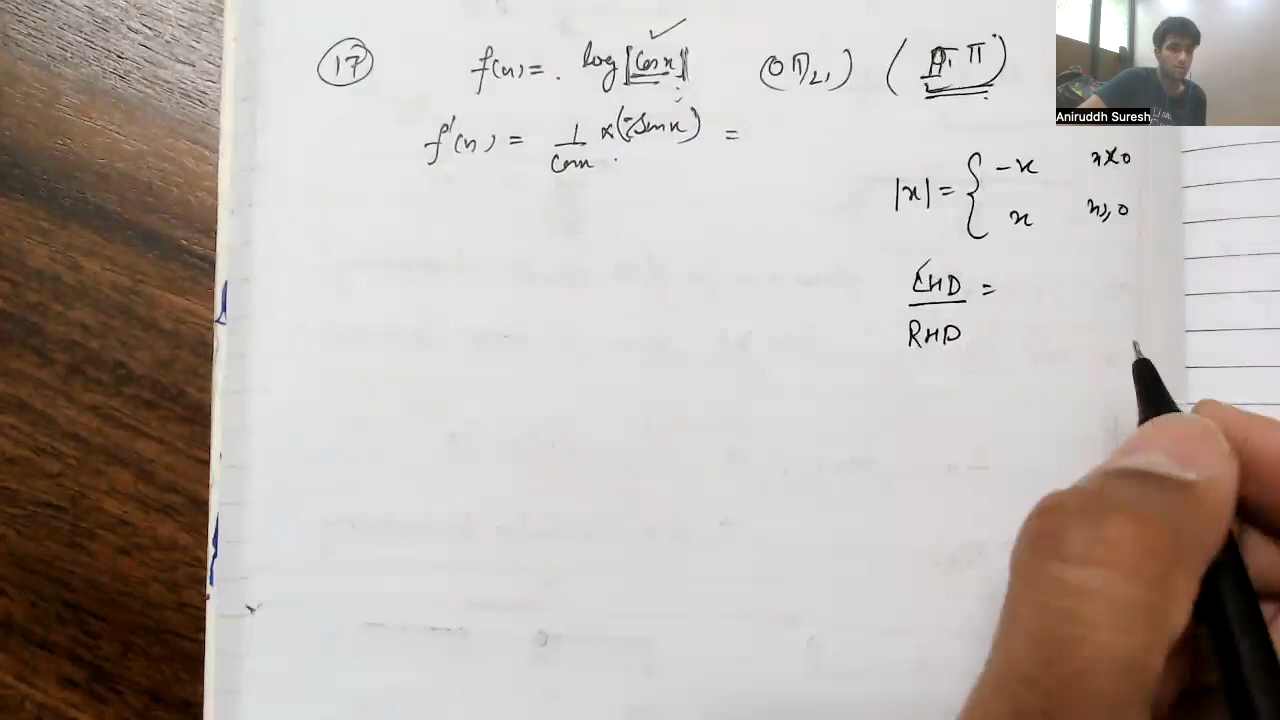 17 f(x) = . log |cos x| (0 π/2,) ( π/2, π )
f'(x) = 1/cos x × (-sin x) =
|x| = { -x x<0
x x≥0
LHD =
RHD
Aniruddh Suresh